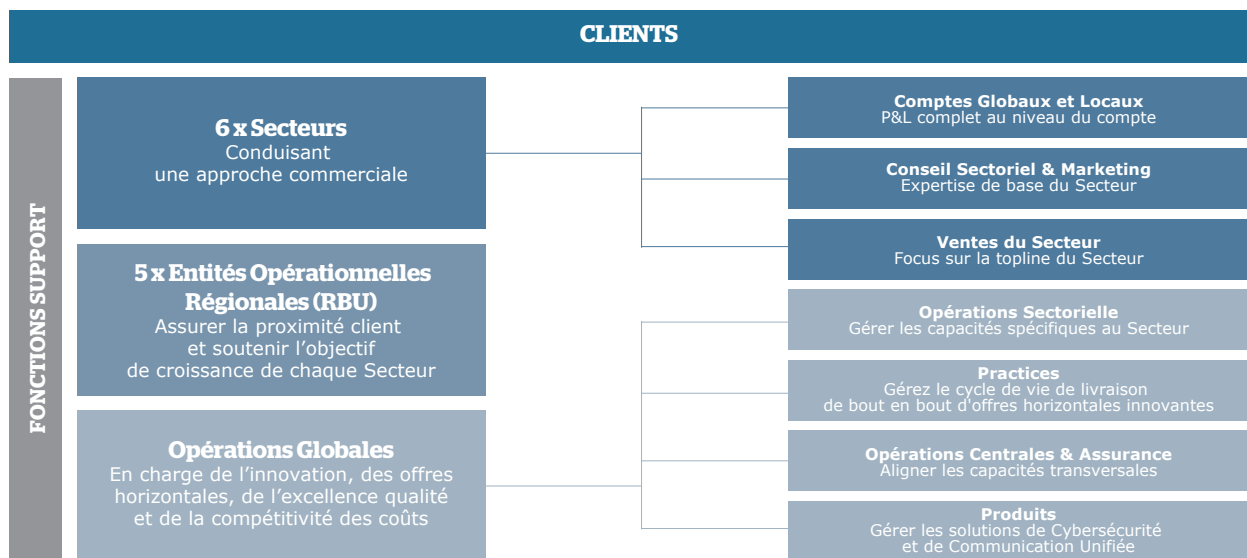 CLIENTS
FONCTIONS SUPPORT
6 x Secteurs
Conduisant
une approche commerciale
5 x Entités Opérationnelles
Régionales (RBU)
Assurer la proximité client
et soutenir l'objectif
de croissance de chaque Secteur
Opérations Globales
En charge de l'innovation, des offres
horizontales, de l'excellence qualité
et de la compétitivité des coûts
Comptes Globaux et Locaux
P&L complet au niveau du compte
Conseil Sectoriel & Marketing
Expertise de base du Secteur
Ventes du Secteur
Focus sur la topline du Secteur
Opérations Sectorielle
Gérer les capacités spécifiques au Secteur
Practices
Gérez le cycle de vie de livraison
de bout en bout d'offres horizontales innovantes
Opérations Centrales & Assurance
Aligner les capacités transversales
Produits
Gérer les solutions de Cybersécurité
et de Communication Unifiée